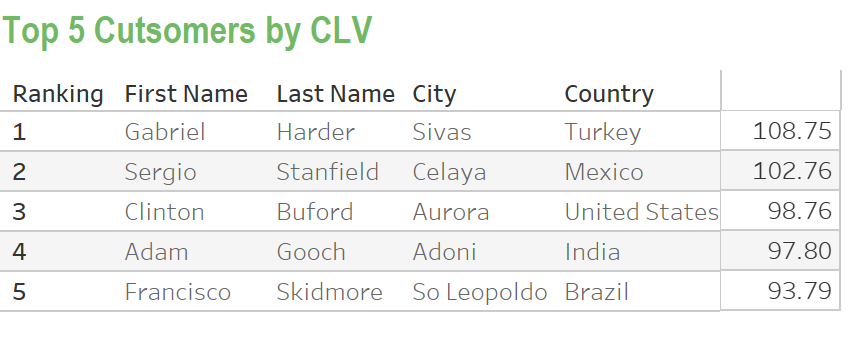 Top 5 Cutsomers by CLV
Ranking First Name Last Name City Country
1 Gabriel Harder Sivas Turkey 108.75
2 Sergio Stanfield Celaya Mexico 102.76
3 Clinton Buford Aurora United States 98.76
4 Adam Gooch Adoni India 97.80
5 Francisco Skidmore So Leopoldo Brazil 93.79